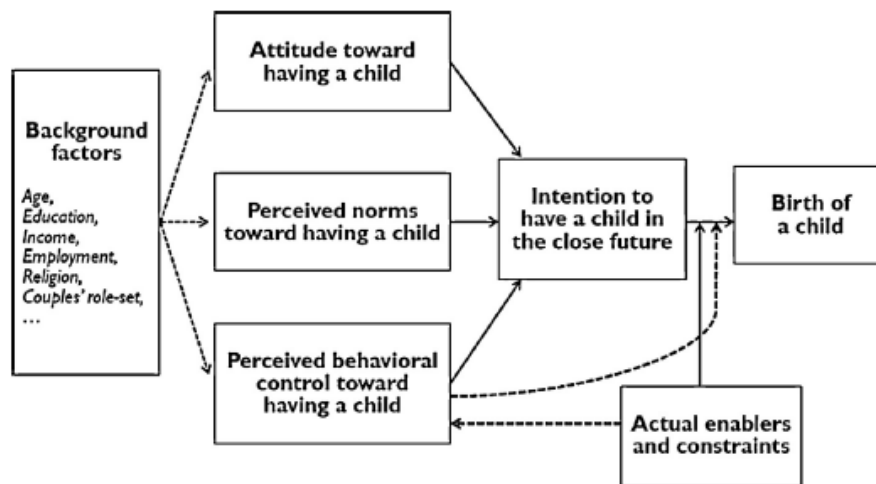 Background
factors
Age,
Education,
Income,
Employment,
Religion,
Couples' role-set,
...
Attitude toward
having a child
Perceived norms
toward having a child
Perceived behavioral
control toward
having a child
Intention to
have a child in
the close future
Birth of
a child
Actual enablers
and constraints